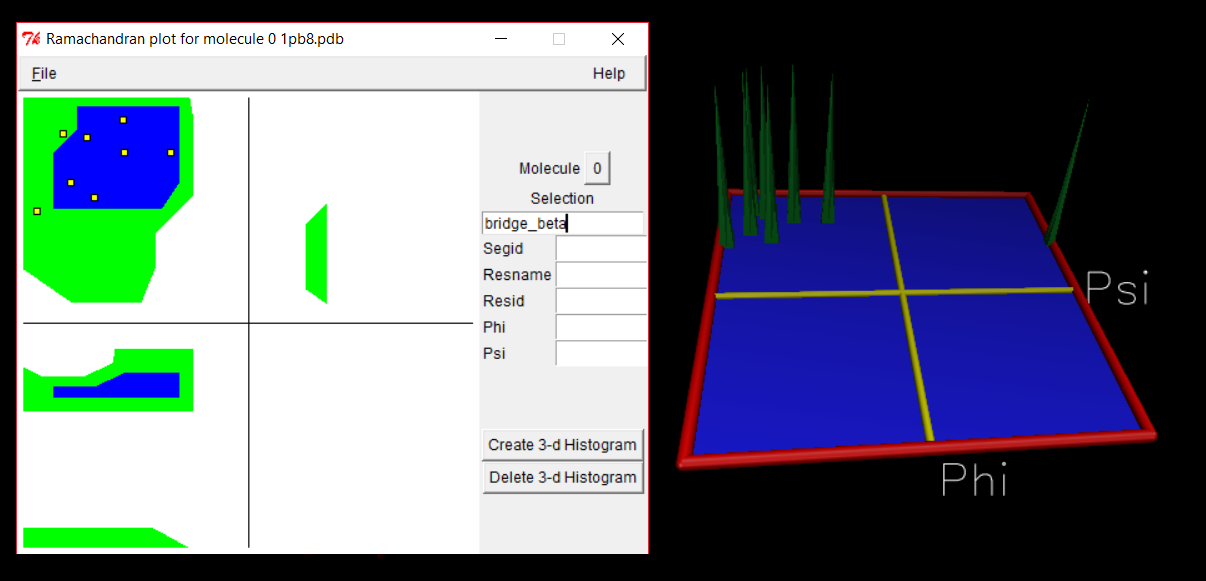 Ramachandran plot for molecule 0 1pb8.pdb
File Help
Molecule 0
Selection
bridge_beta
Segid
Resname
Resid
Phi
Psi
Create 3-d Histogram
Delete 3-d Histogram
Psi
Phi